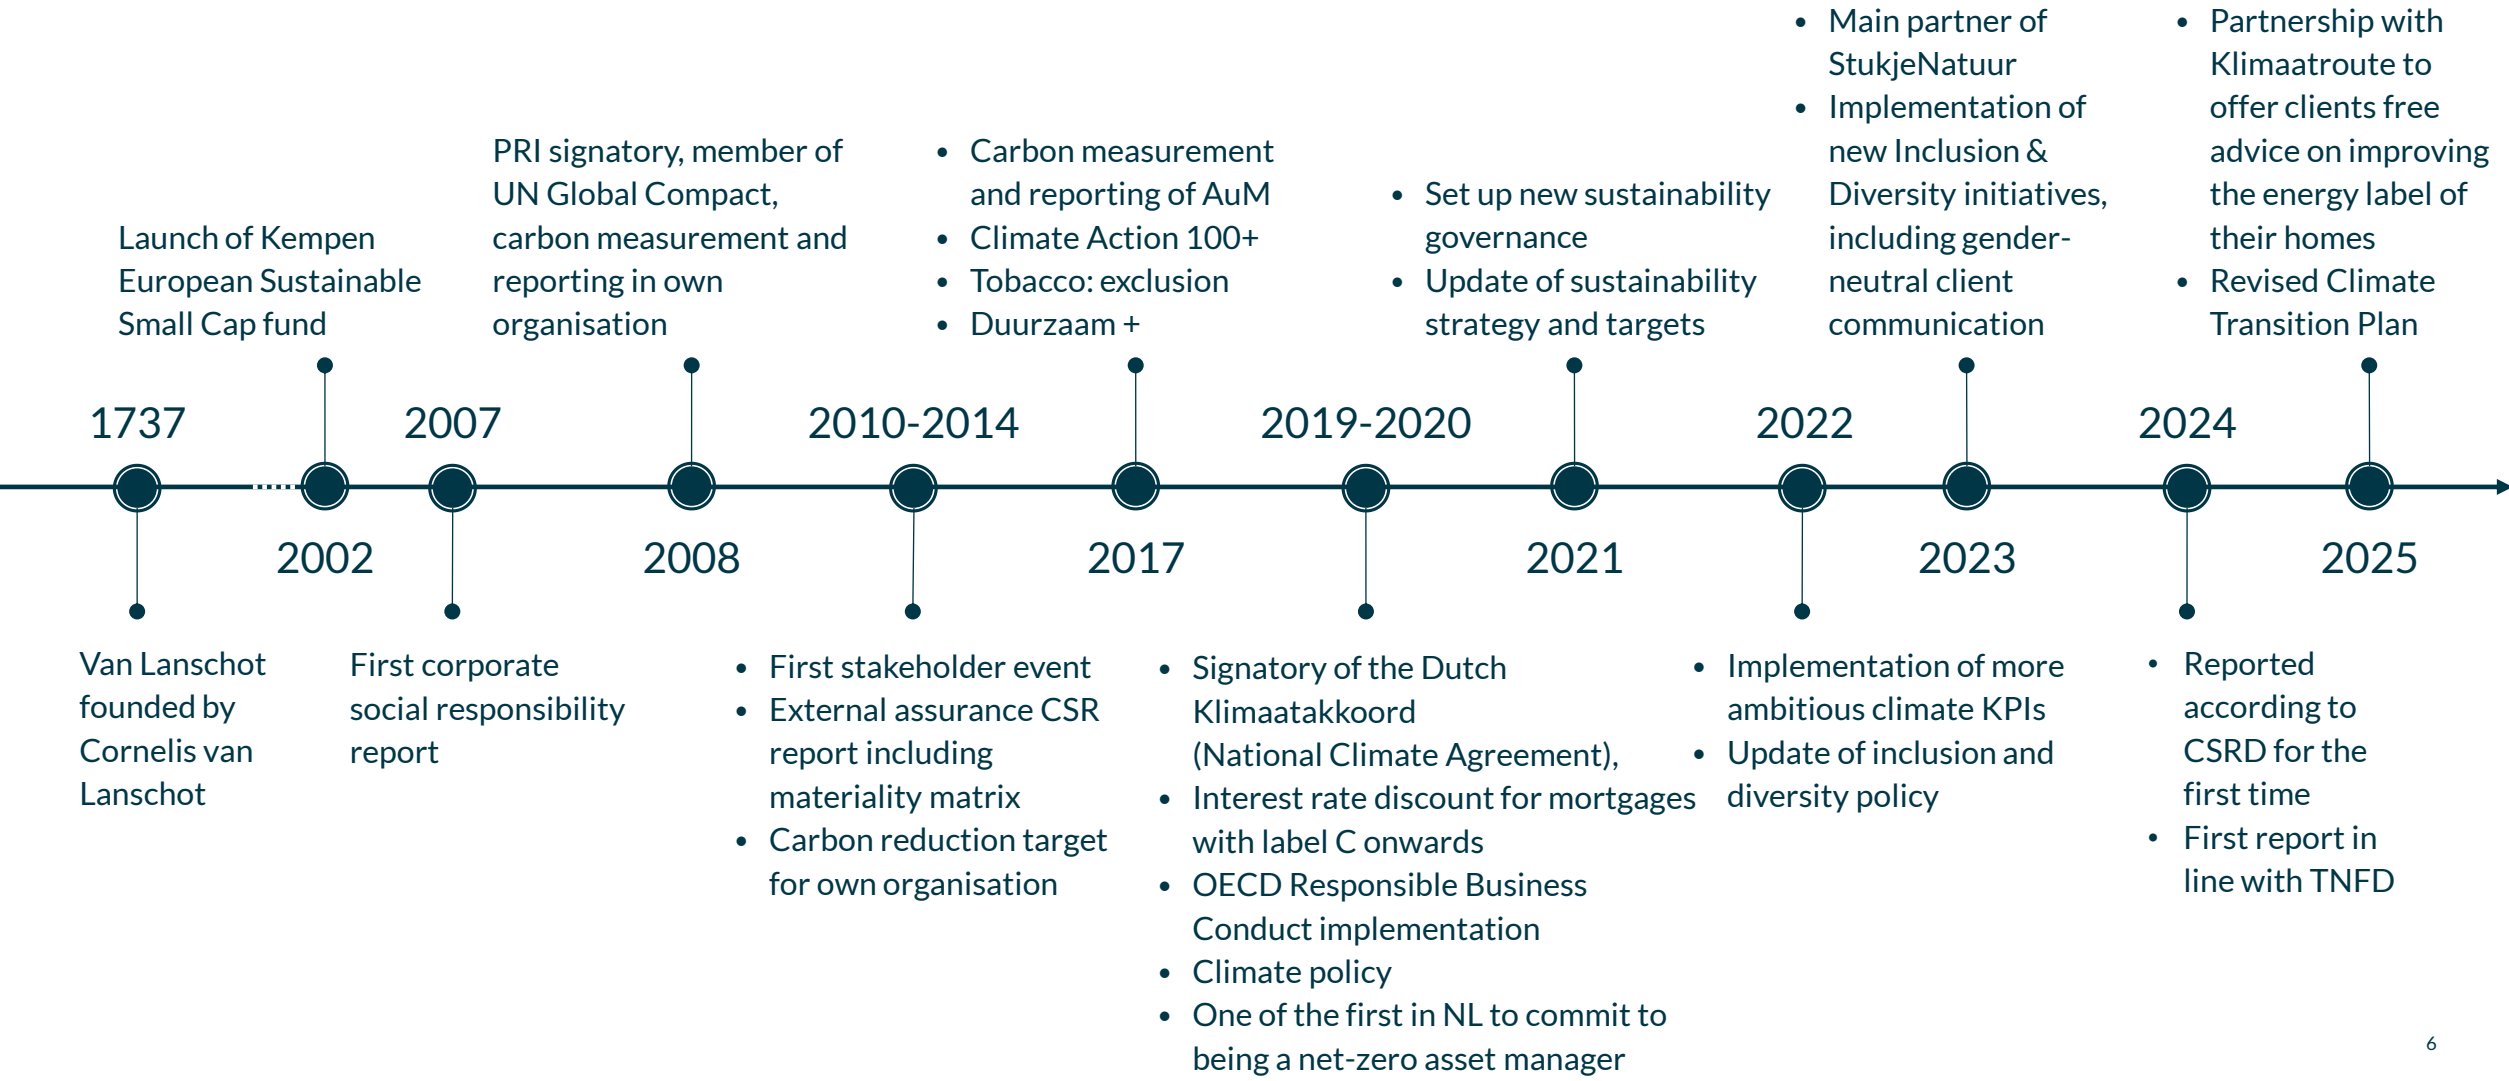 Launch of Kempen
European Sustainable
Small Cap fund
PRI signatory, member of
UN Global Compact,
carbon measurement and
reporting in own
organisation
• Carbon measurement
and reporting of AuM
• Climate Action 100+
• Tobacco: exclusion
• Duurzaam +
• Set up new sustainability
governance
• Update of sustainability
strategy and targets
• Main partner of
StukjeNatuur
• Implementation of
new Inclusion &
Diversity initiatives,
including gender-
neutral client
communication
• Partnership with
Klimaatroute to
offer clients free
advice on improving
the energy label of
their homes
• Revised Climate
Transition Plan
1737
2007
2010-2014
2019-2020
2022
2024
2002
2008
2017
2021
2023
2025
Van Lanschot
founded by
Cornelis van
Lanschot
First corporate
social responsibility
report
• First stakeholder event
• External assurance CSR
report including
materiality matrix
• Carbon reduction target
for own organisation
• Signatory of the Dutch
Klimaatakkoord
(National Climate Agreement),
• Interest rate discount for mortgages
with label C onwards
• OECD Responsible Business
Conduct implementation
• Climate policy
• One of the first in NL to commit to
being a net-zero asset manager
• Implementation of more
ambitious climate KPIs
• Update of inclusion and
diversity policy
• Reported
according to
CSRD for the
first time
• First report in
line with TNFD
6